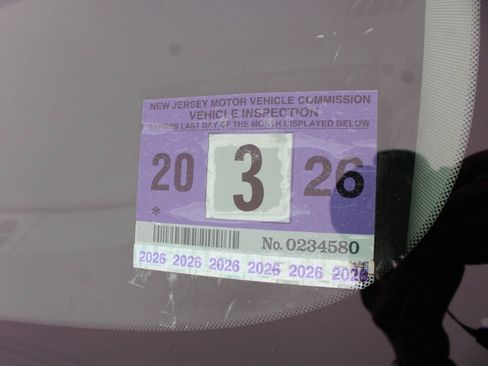 NEW JERSEY MOTOR VEHICLE COMMISSION
VEHICLE INSPECTION
EXPIRES LAST DAY OF THE MONTH DISPLAYED BELOW
20 3 26
*
No. 0234580
2026 2026 2026 2026 2026 2026